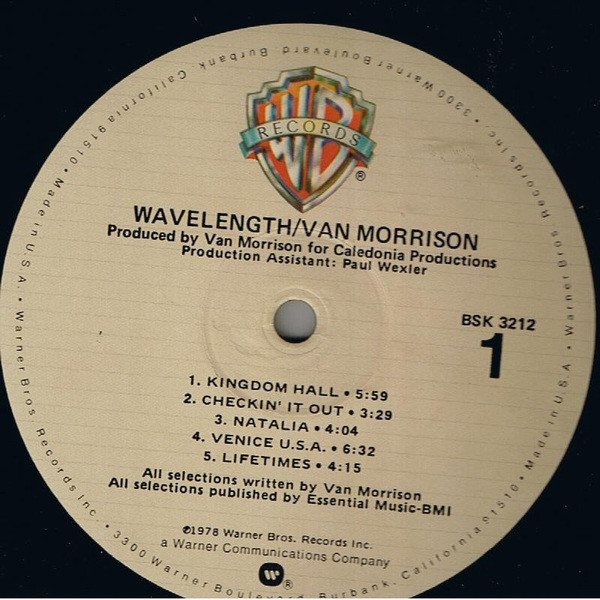 WB
RECORDS
®
WAVELENGTH/VAN MORRISON
Produced by Van Morrison for Caledonia Productions
Production Assistant: Paul Wexler
BSK 3212
1
1. KINGDOM HALL • 5:59
2. CHECKIN' IT OUT • 3:29
3. NATALIA • 4:04
4. VENICE U.S.A. • 6:32
5. LIFETIMES • 4:15
All selections written by Van Morrison
All selections published by Essential Music-BMI
℗1978 Warner Bros. Records Inc.
a Warner Communications Company
W ®
Made in U.S.A. • Warner Bros. Records Inc. • 3300 Warner Boulevard Burbank, California 91510 • Made in U.S.A. • Warner Bros. Records Inc. • 3300 Warner Boulevard Burbank, California 91510 •